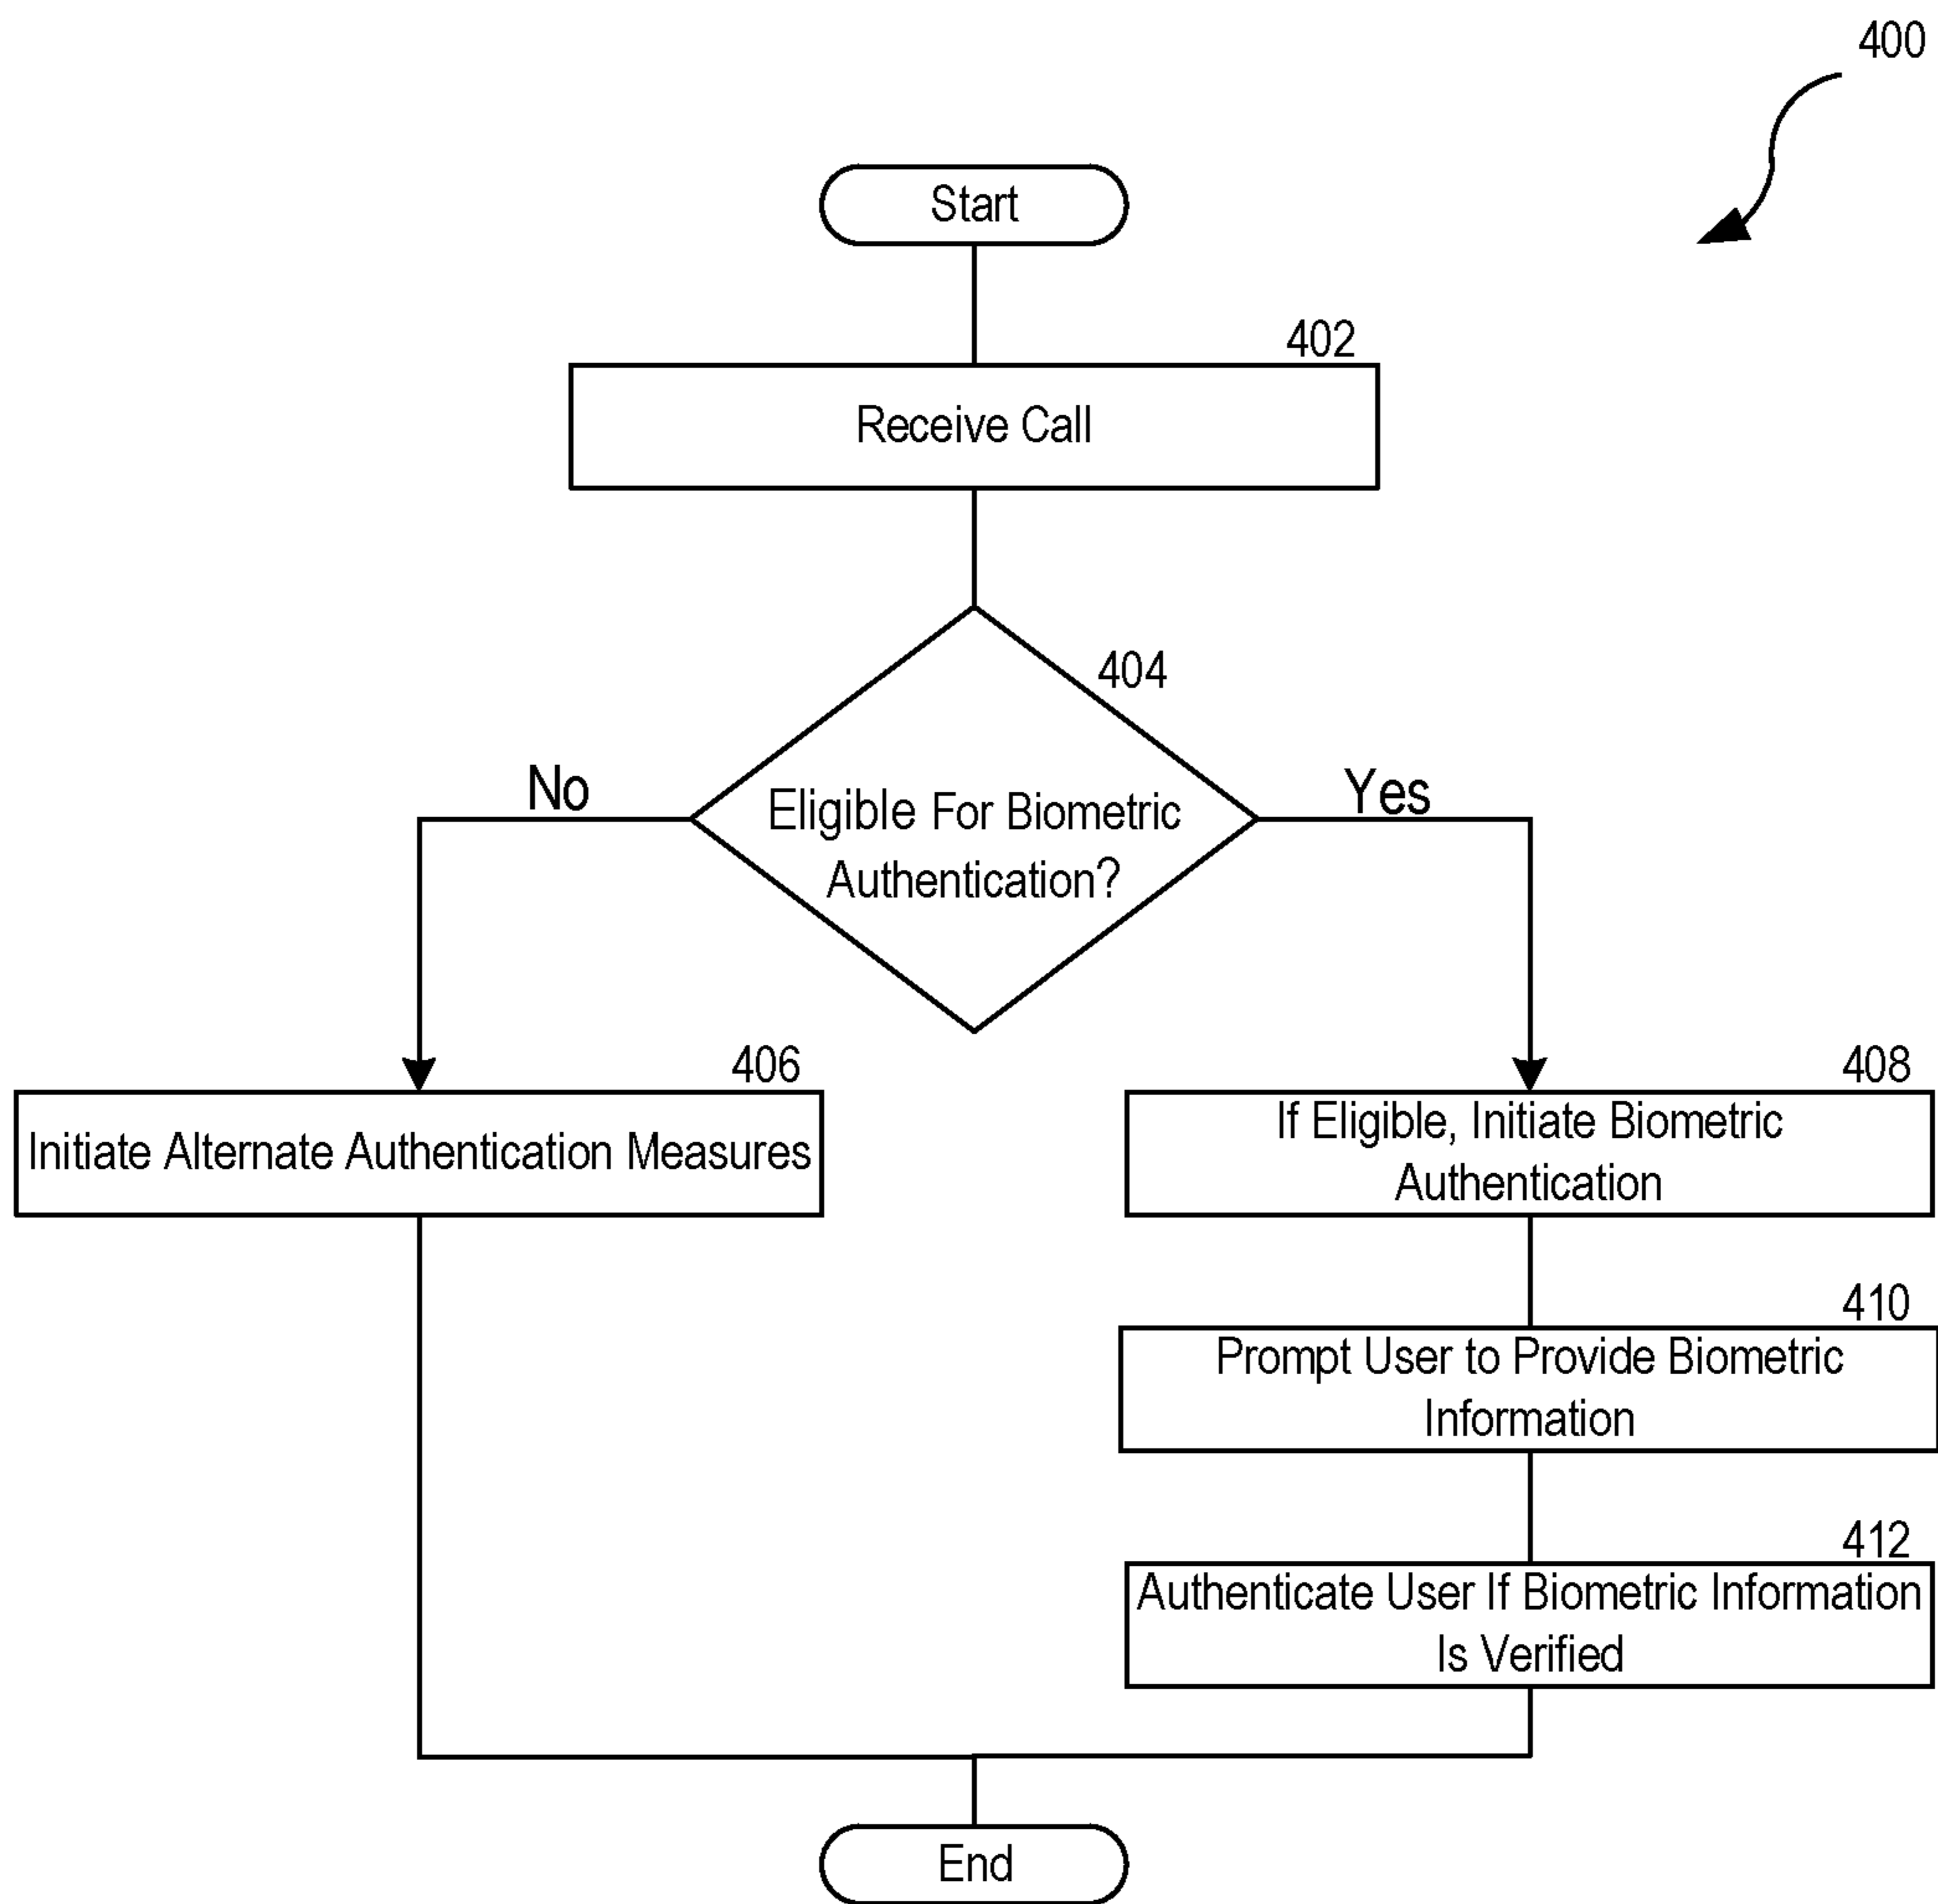 400
Start
402
Receive Call
404
No
Yes
Eligible For Biometric
Authentication?
406
Initiate Alternate Authentication Measures
408
If Eligible, Initiate Biometric
Authentication
410
Prompt User to Provide Biometric
Information
412
Authenticate User If Biometric Information
Is Verified
End